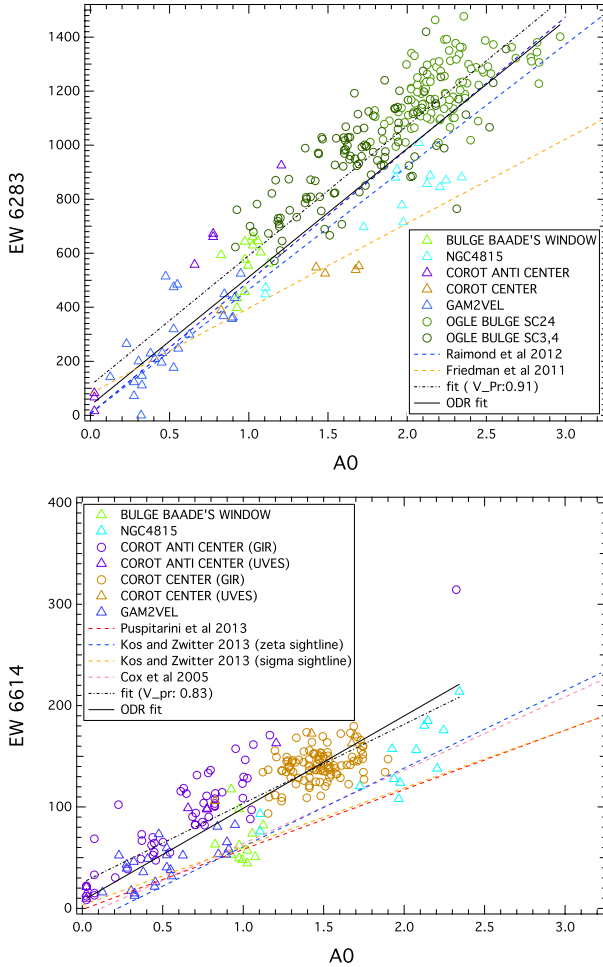 EW 6283
1400
1200
1000
800
600
400
200
0
BULGE BAADE'S WINDOW
NGC4815
COROT ANTI CENTER
COROT CENTER
GAM2VEL
OGLE BULGE SC24
OGLE BULGE SC3,4
Raimond et al 2012
Friedman et al 2011
fit ( V_Pr:0.91)
ODR fit
0.0 0.5 1.0 1.5 2.0 2.5 3.0
A0
EW 6614
400
300
200
100
0
BULGE BAADE'S WINDOW
NGC4815
COROT ANTI CENTER (GIR)
COROT ANTI CENTER (UVES)
COROT CENTER (GIR)
COROT CENTER (UVES)
GAM2VEL
Puspitarini et al 2013
Kos and Zwitter 2013 (zeta sightline)
Kos and Zwitter 2013 (sigma sightline)
Cox et al 2005
fit (V_pr: 0.83)
ODR fit
0.0 0.5 1.0 1.5 2.0 2.5 3.0
A0